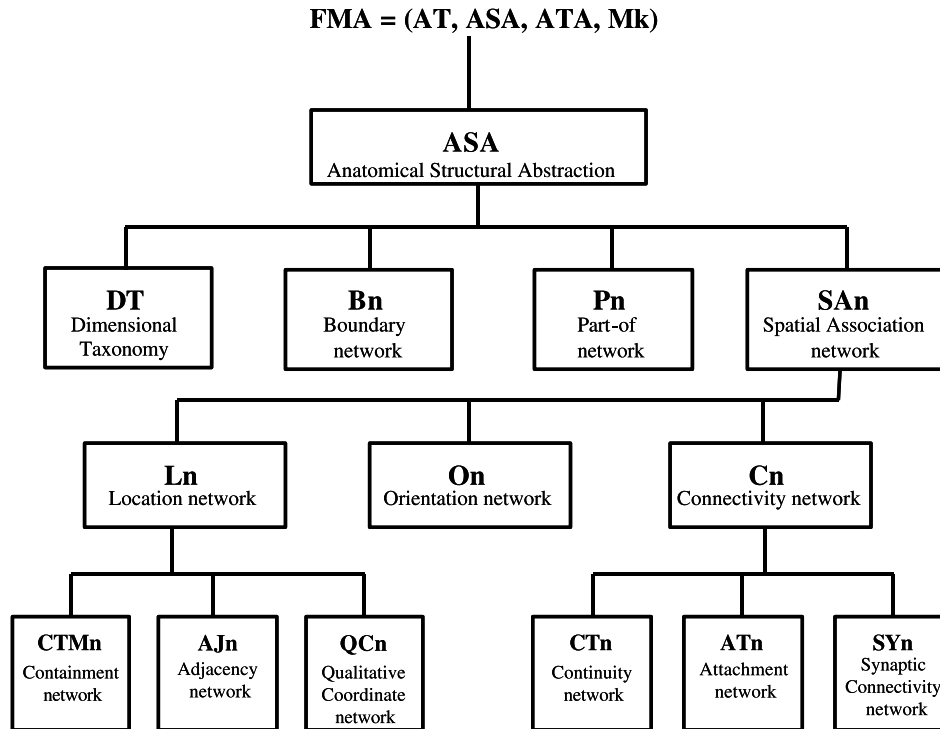 FMA = (AT, ASA, ATA, Mk)
ASA
Anatomical Structural Abstraction
DT
Dimensional
Taxonomy
Bn
Boundary
network
Pn
Part-of
network
SAn
Spatial Association
network
Ln
Location network
On
Orientation network
Cn
Connectivity network
CTMn
Containment
network
AJn
Adjacency
network
QCn
Qualitative
Coordinate
network
CTn
Continuity
network
ATn
Attachment
network
SYn
Synaptic
Connectivity
network